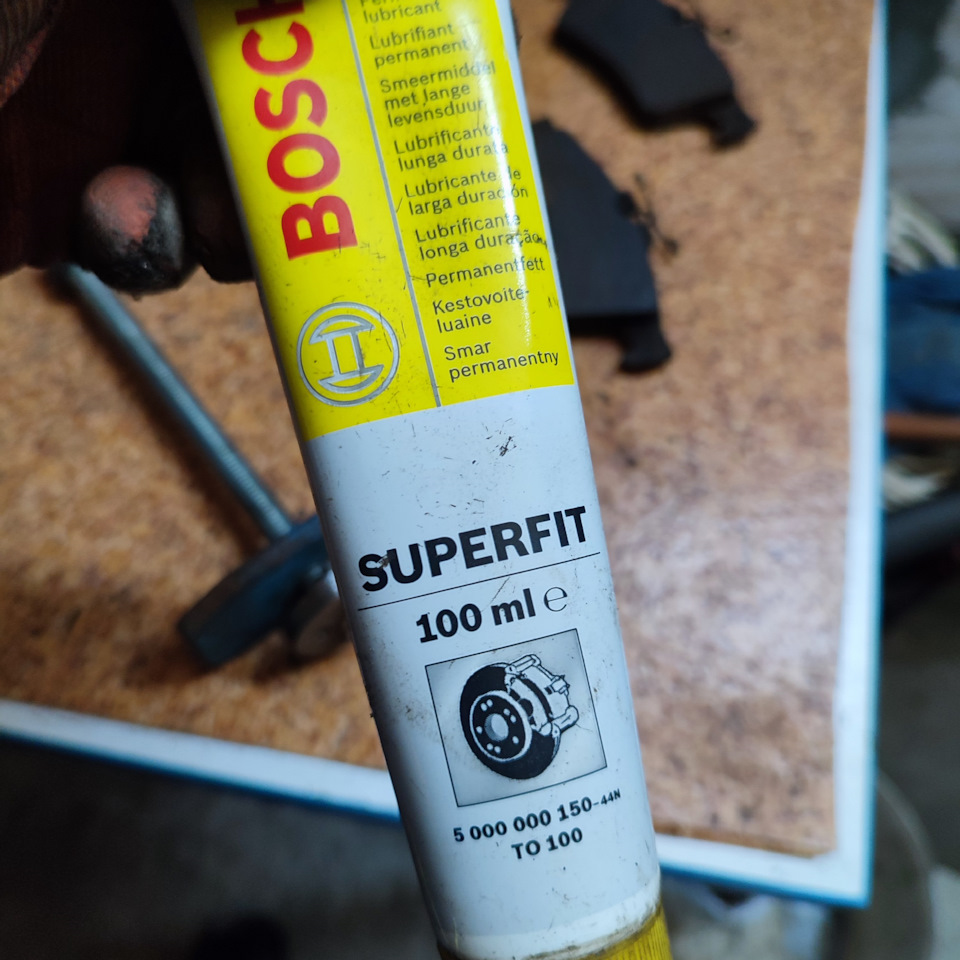 BOSCH
lubricant
Lubrifiant
permanent
Smeermiddel
met lange
levensduur
Lubrificante
lunga durata
Lubricante de
larga duración
Lubrificante
longa duração
Permanentfett
Kestovoite-
luaine
Smar
permanentny
SUPERFIT
100 ml ℮
5 000 000 150-44N
TO 100